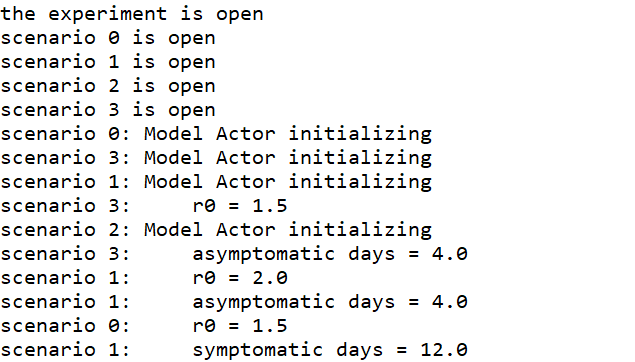 the experiment is open
scenario 0 is open
scenario 1 is open
scenario 2 is open
scenario 3 is open
scenario 0: Model Actor initializing
scenario 3: Model Actor initializing
scenario 1: Model Actor initializing
scenario 3:     r0 = 1.5
scenario 2: Model Actor initializing
scenario 3:     asymptomatic days = 4.0
scenario 1:     r0 = 2.0
scenario 1:     asymptomatic days = 4.0
scenario 0:     r0 = 1.5
scenario 1:     symptomatic days = 12.0